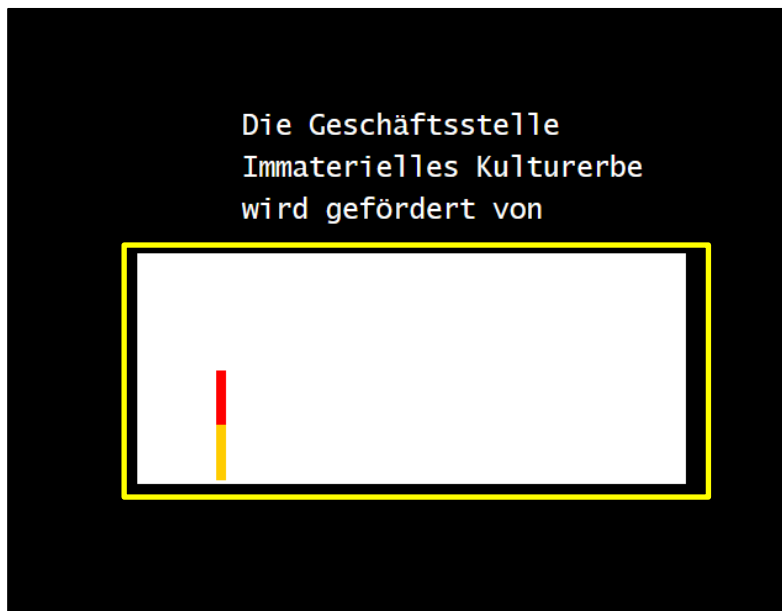 Die Geschäftsstelle
Immaterielles Kulturerbe
wird gefördert von